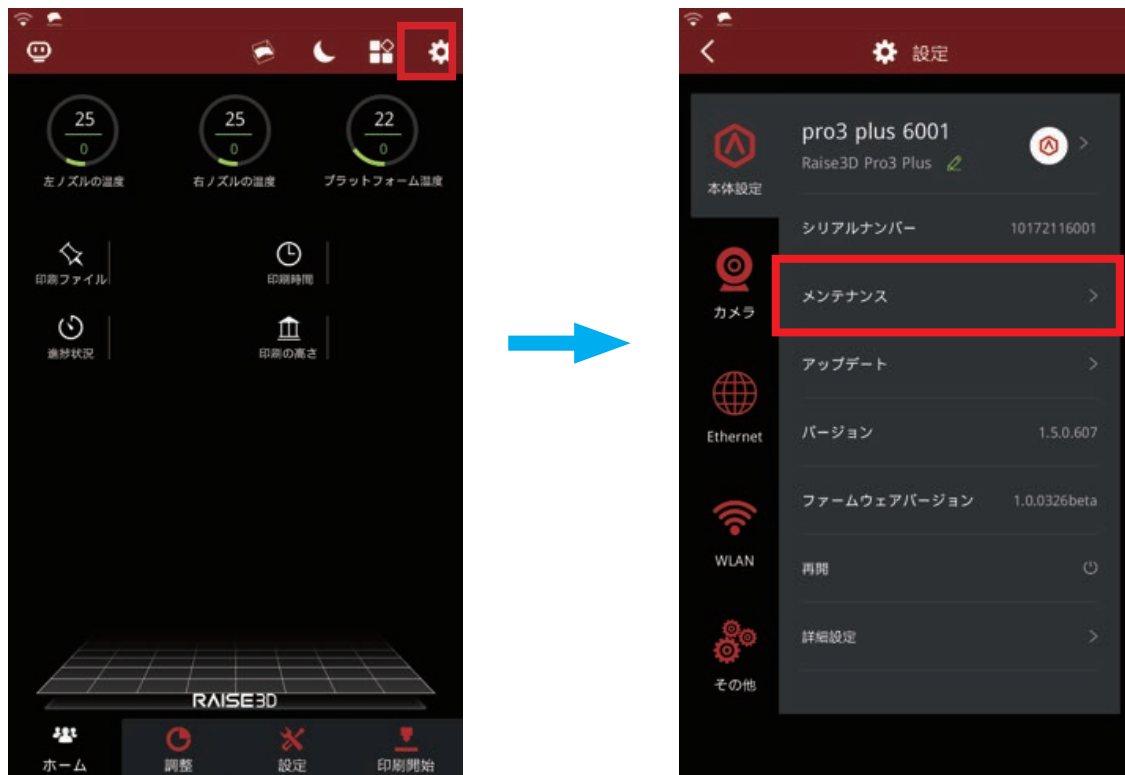 25
0
25
0
22
0
左ノズルの温度
右ノズルの温度
プラットフォーム温度
印刷ファイル
印刷時間
進捗状況
印刷の高さ
RAISE3D
ホーム
調整
設定
印刷開始
設定
本体設定
カメラ
Ethernet
WLAN
その他
pro3 plus 6001
Raise3D Pro3 Plus
シリアルナンバー 10172116001
メンテナンス
アップデート
バージョン 1.5.0.607
ファームウェアバージョン 1.0.0326beta
再開
詳細設定